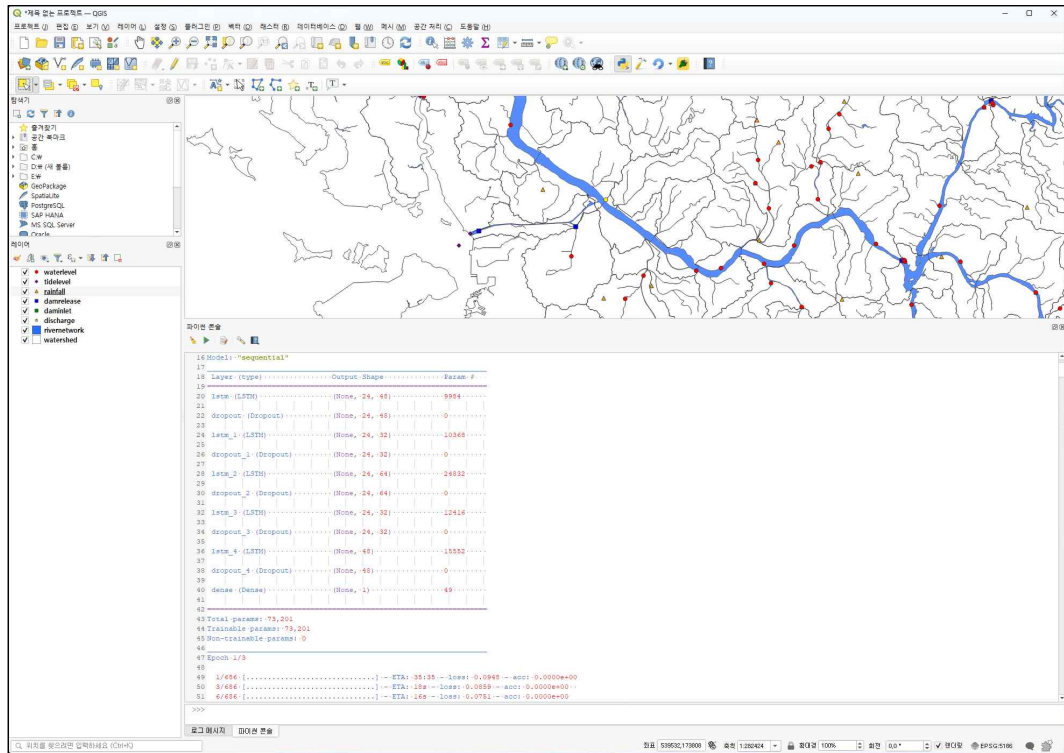 *제목 없는 프로젝트 — QGIS
프로젝트 (J) 편집 (E) 보기 (V) 레이어 (L) 설정 (S) 플러그인 (P) 벡터 (O) 래스터 (R) 데이터베이스 (D) 웹 (W) 메시 (M) 공간 처리 (C) 도움말 (H)
탐색기
즐겨찾기
공간 북마크
홈
C:₩
D:₩ (새 볼륨)
E:₩
GeoPackage
SpatiaLite
PostgreSQL
SAP HANA
MS SQL Server
Oracle
레이어
waterlevel
tidelevel
rainfall
damrelease
daminlet
discharge
rivernetwork
watershed
파이썬 콘솔
16 Model: "sequential"
17
18 Layer (type) Output Shape Param #
19
20 lstm (LSTM) (None, 24, 48) 9984
21
22 dropout (Dropout) (None, 24, 48) 0
23
24 lstm_1 (LSTM) (None, 24, 32) 10368
25
26 dropout_1 (Dropout) (None, 24, 32) 0
27
28 lstm_2 (LSTM) (None, 24, 64) 24832
29
30 dropout_2 (Dropout) (None, 24, 64) 0
31
32 lstm_3 (LSTM) (None, 24, 32) 12416
33
34 dropout_3 (Dropout) (None, 24, 32) 0
35
36 lstm_4 (LSTM) (None, 48) 15552
37
38 dropout_4 (Dropout) (None, 48) 0
39
40 dense (Dense) (None, 1) 49
41
42
43 Total params: 73,201
44 Trainable params: 73,201
45 Non-trainable params: 0
46
47 Epoch 1/3
48
49 1/686 [..............................] - ETA: 35:35 - loss: 0.0948 - acc: 0.0000e+00
50 3/686 [..............................] - ETA: 18s - loss: 0.0859 - acc: 0.0000e+00
51 6/686 [..............................] - ETA: 16s - loss: 0.0751 - acc: 0.0000e+00
>>>
로그 메시지 파이썬 콘솔
위치를 찾으려면 입력하세요 (Ctrl+K) 좌표 539532,173808 축척 1:282424 확대경 100% 회전 0.0° 렌더링 EPSG:5186